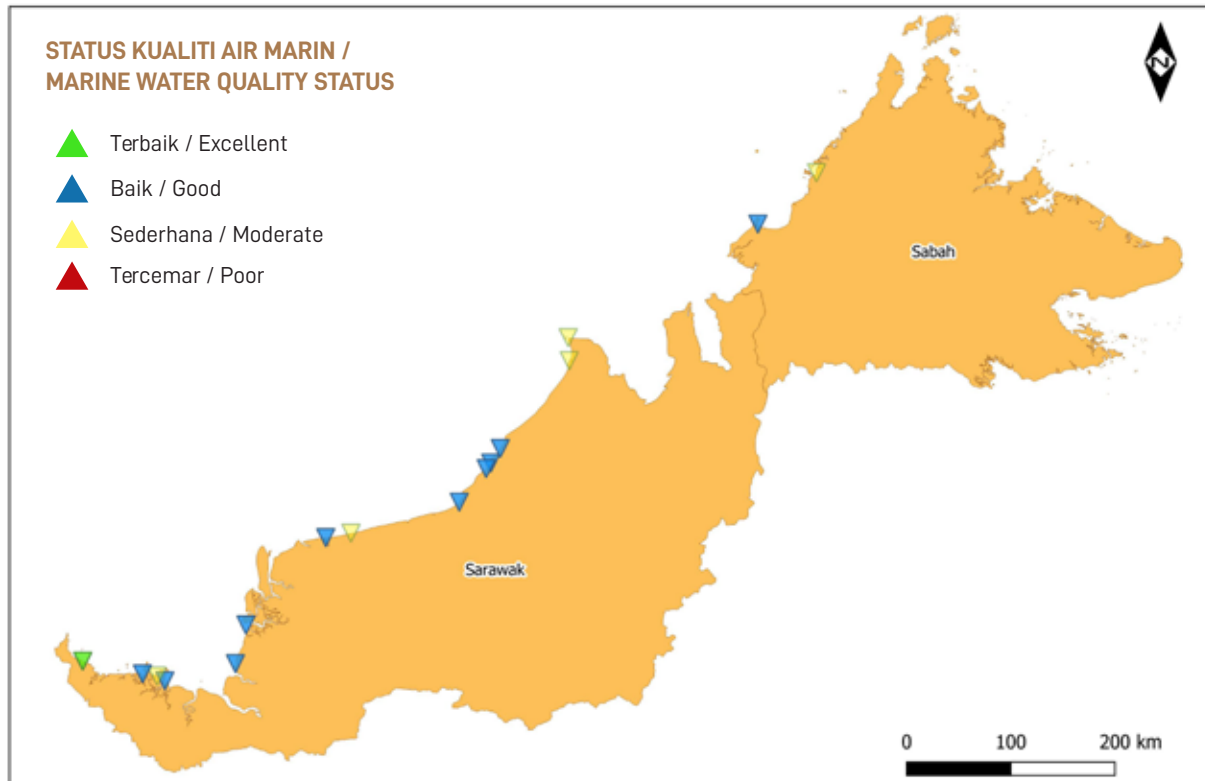 STATUS KUALITI AIR MARIN /
MARINE WATER QUALITY STATUS
Terbaik / Excellent
Baik / Good
Sederhana / Moderate
Tercemar / Poor
N
Sabah
Sarawak
0 100 200 km